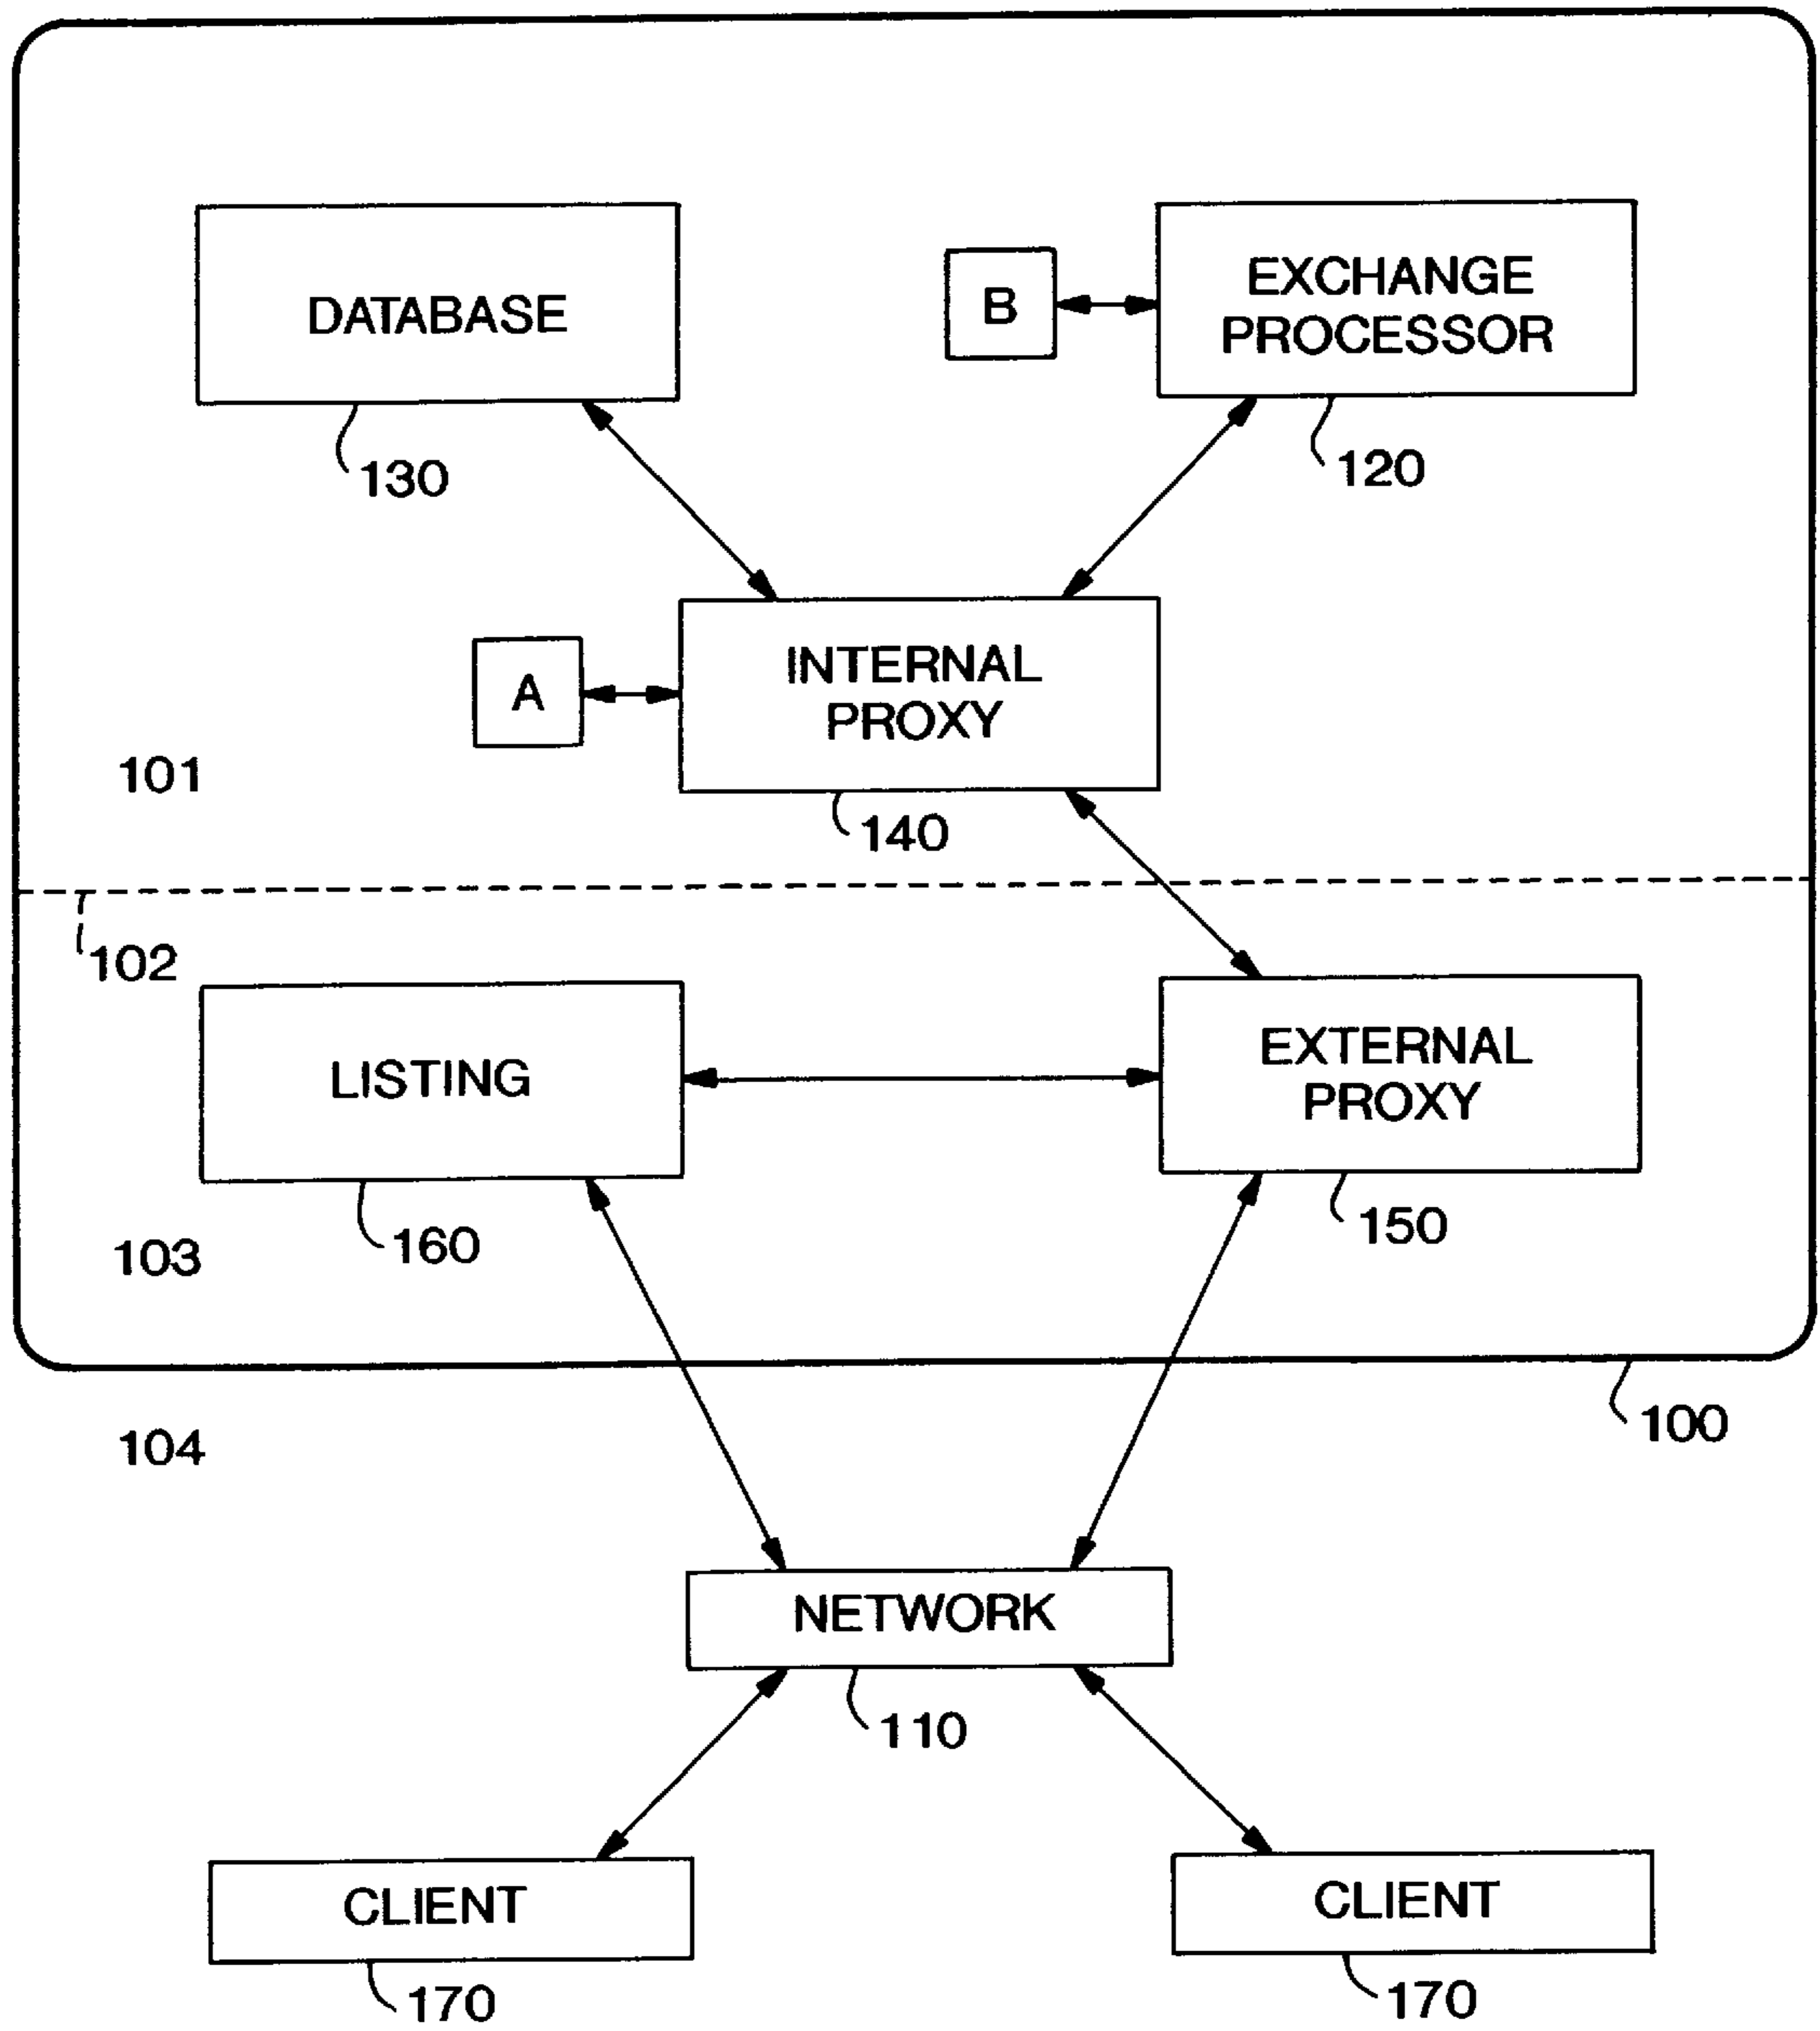 DATABASE
130
B
EXCHANGE
PROCESSOR
120
A
INTERNAL
PROXY
140
101
102
LISTING
160
EXTERNAL
PROXY
150
103
100
104
NETWORK
110
CLIENT
170
CLIENT
170